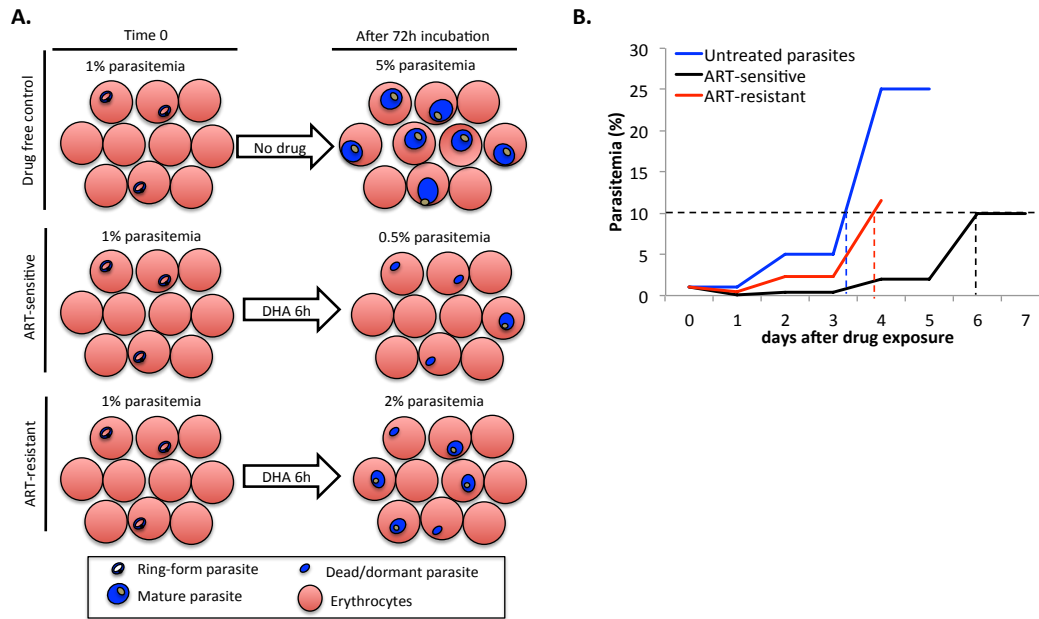 A.
Time 0
After 72h incubation
Drug free control
1% parasitemia
5% parasitemia
No drug
ART-sensitive
1% parasitemia
0.5% parasitemia
DHA 6h
ART-resistant
1% parasitemia
2% parasitemia
DHA 6h
Ring-form parasite
Dead/dormant parasite
Mature parasite
Erythrocytes
B.
Untreated parasites
ART-sensitive
ART-resistant
Parasitemia (%)
30
25
20
15
10
5
0
0 1 2 3 4 5 6 7
days after drug exposure